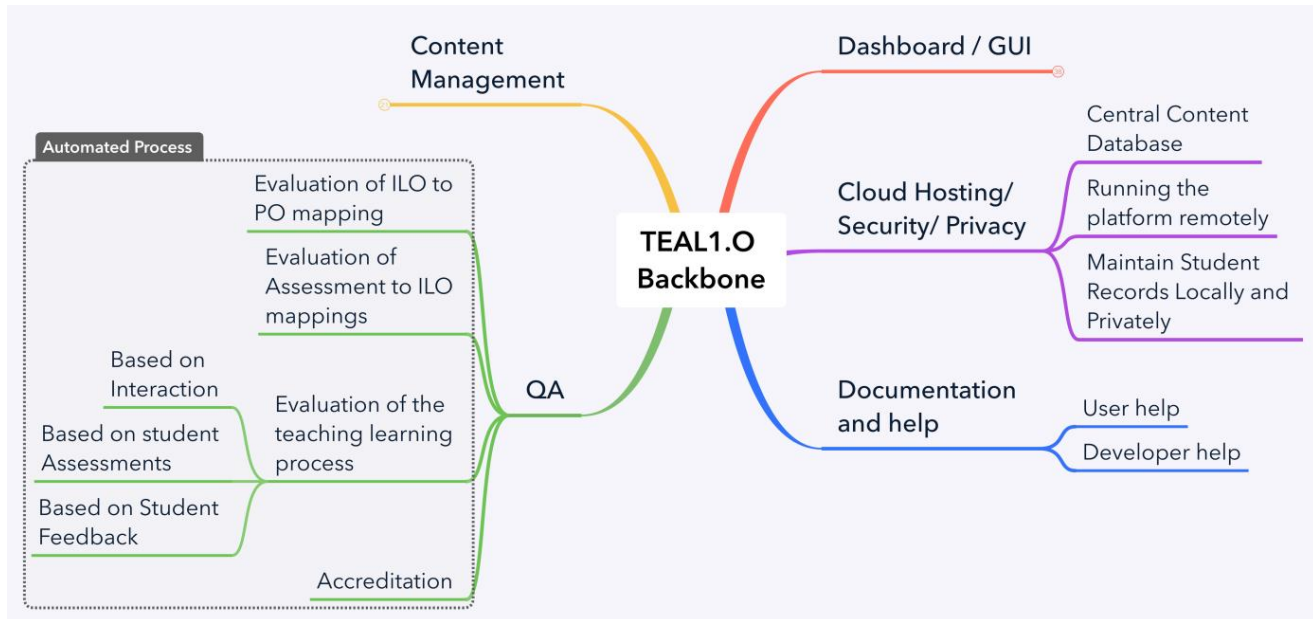 Content
Management
Dashboard / GUI
Automated Process
Evaluation of ILO to
PO mapping
Evaluation of
Assessment to ILO
mappings
Based on
Interaction
Based on student
Assessments
Based on Student
Feedback
Evaluation of the
teaching learning
process
Accreditation
QA
TEAL1.O
Backbone
Cloud Hosting/
Security/ Privacy
Central Content
Database
Running the
platform remotely
Maintain Student
Records Locally and
Privately
Documentation
and help
User help
Developer help